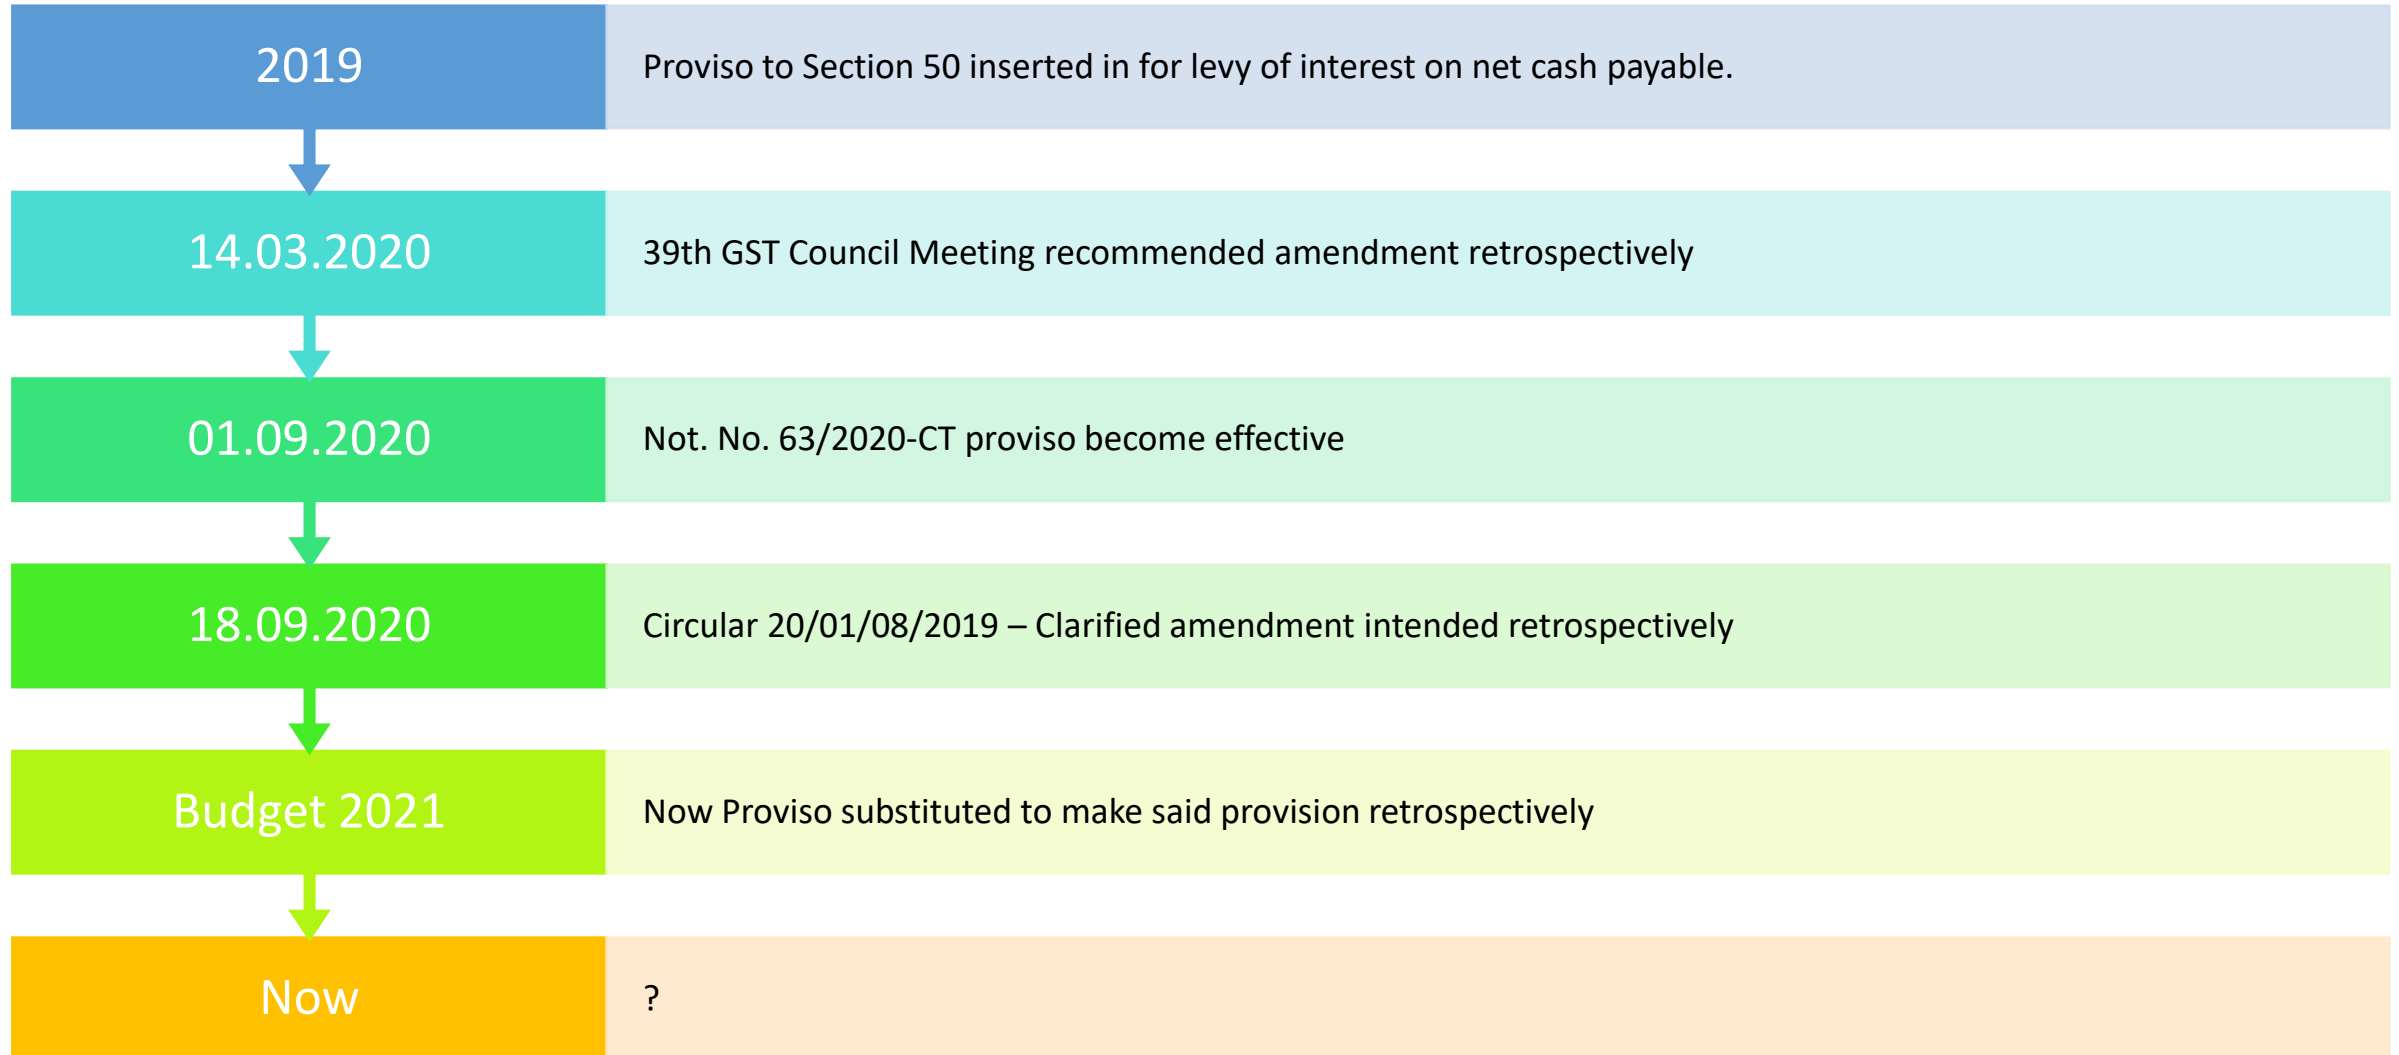 2019
Proviso to Section 50 inserted in for levy of interest on net cash payable.
14.03.2020
39th GST Council Meeting recommended amendment retrospectively
01.09.2020
Not. No. 63/2020-CT proviso become effective
18.09.2020
Circular 20/01/08/2019 – Clarified amendment intended retrospectively
Budget 2021
Now Proviso substituted to make said provision retrospectively
Now
?